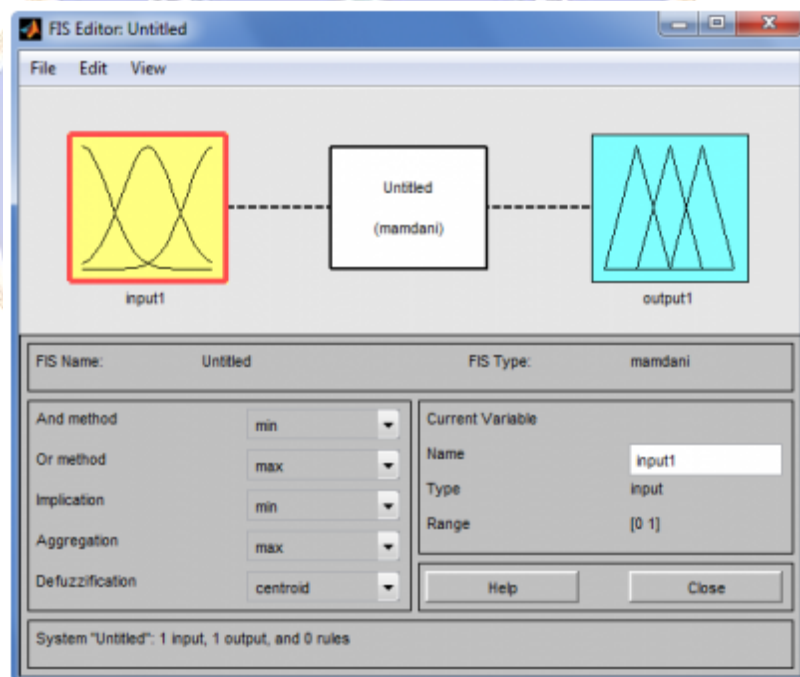 FIS Editor: Untitled
File Edit View
Untitled
(mamdani)
input1
output1
FIS Name: Untitled FIS Type: mamdani
And method min
Or method max
Implication min
Aggregation max
Defuzzification centroid
Current Variable
Name input1
Type input
Range [0 1]
Help Close
System "Untitled": 1 input, 1 output, and 0 rules